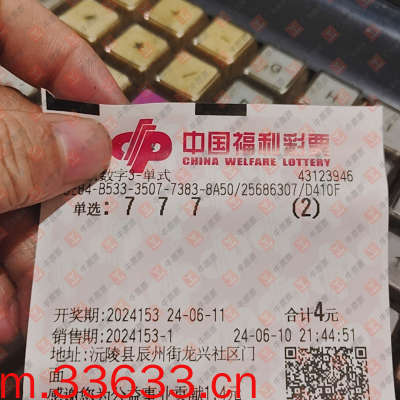 中国福利彩票
CHINA WELFARE LOTTERY
数字3-单式 43123946
B533-3507-7383-8A50/25686307/D410F
单选: 7 7 7 (2)
开奖期: 2024153 24-06-11 合计4元
销售期: 2024153-1 24-06-10 21:44:51
地址: 沅陵县辰州街龙兴社区门
面
m.33633.cn